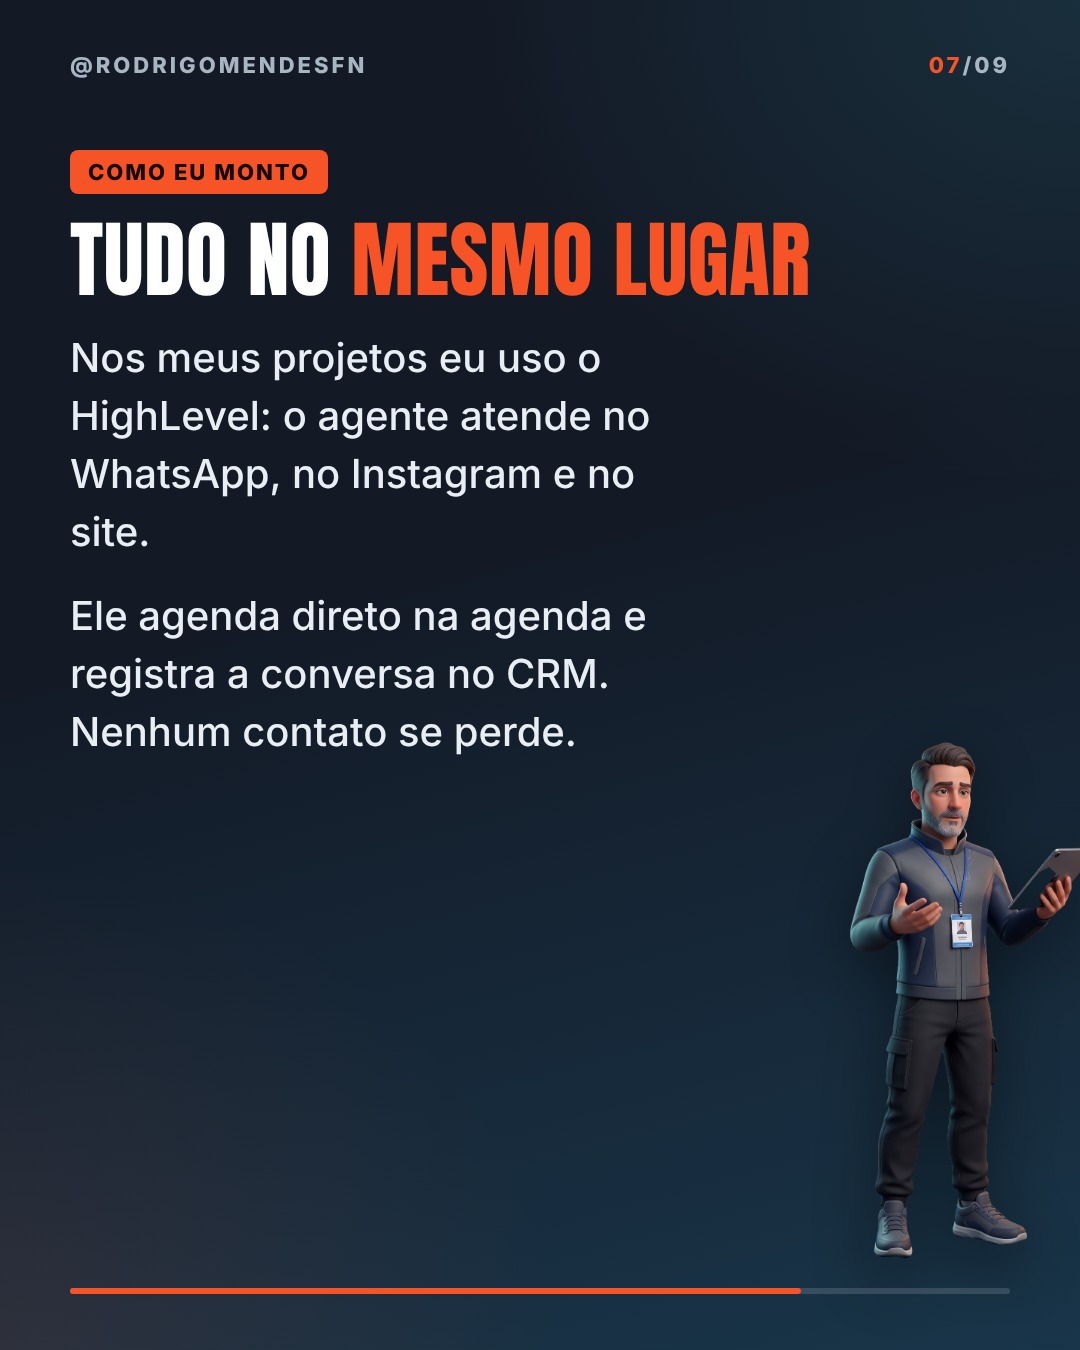 @RODRIGOMENDESFN
07/09
COMO EU MONTO
TUDO NO MESMO LUGAR
Nos meus projetos eu uso o
HighLevel: o agente atende no
WhatsApp, no Instagram e no
site.
Ele agenda direto na agenda e
registra a conversa no CRM.
Nenhum contato se perde.